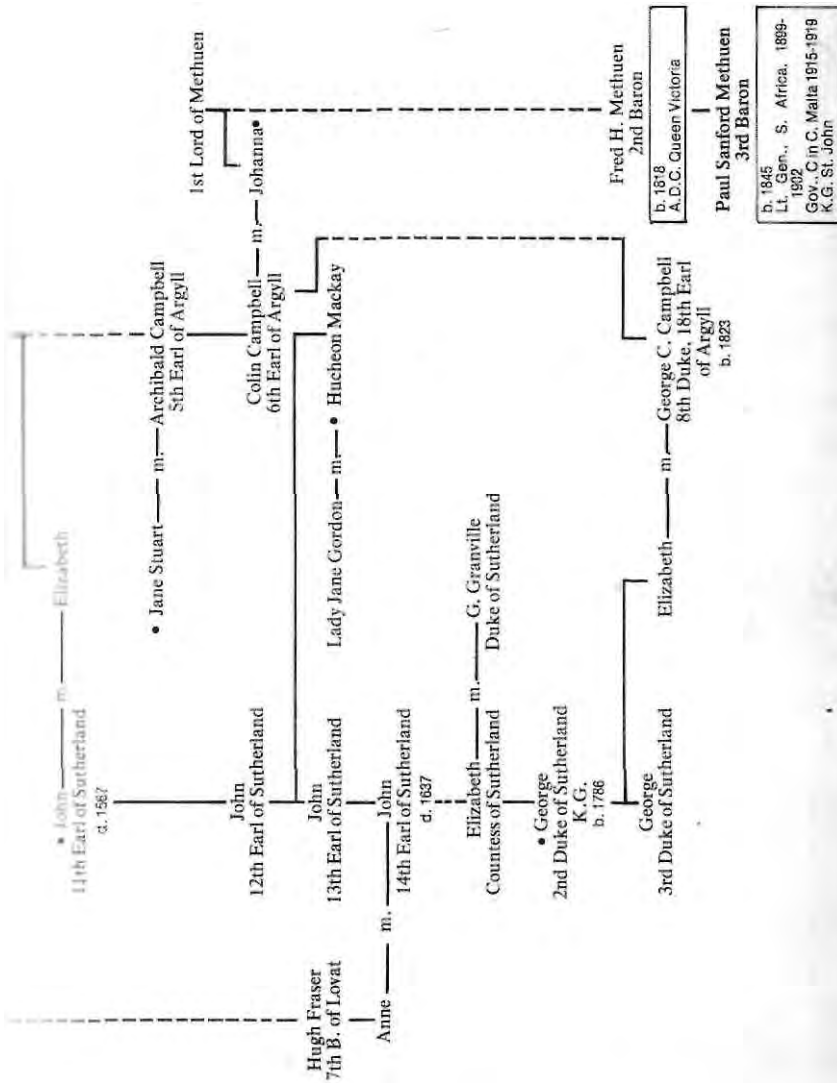 1st Lord of Methuen
• John — m. — Elizabeth
11th Earl of Sutherland
d. 1567
• Jane Stuart — m. — Archibald Campbell
5th Earl of Argyll
John
12th Earl of Sutherland
Colin Campbell — m. — Johanna •
6th Earl of Argyll
Hugh Fraser
7th B. of Lovat
John
13th Earl of Sutherland
Lady Jane Gordon — m. — • Hucheon Mackay
Anne — m. — John
14th Earl of Sutherland
d. 1637
Elizabeth — m. — G. Granville
Countess of Sutherland
Duke of Sutherland
• George
2nd Duke of Sutherland
K.G.
b. 1786
Fred H. Methuen
2nd Baron
b. 1818
A.D.C. Queen Victoria
George
3rd Duke of Sutherland
Elizabeth — m. — George C. Campbell
8th Duke, 18th Earl
of Argyll
b. 1823
Paul Sanford Methuen
3rd Baron
b. 1845
Lt. Gen., S. Africa, 1899-
1902
Gov., C in C, Malta 1915-1919
K.G. St. John